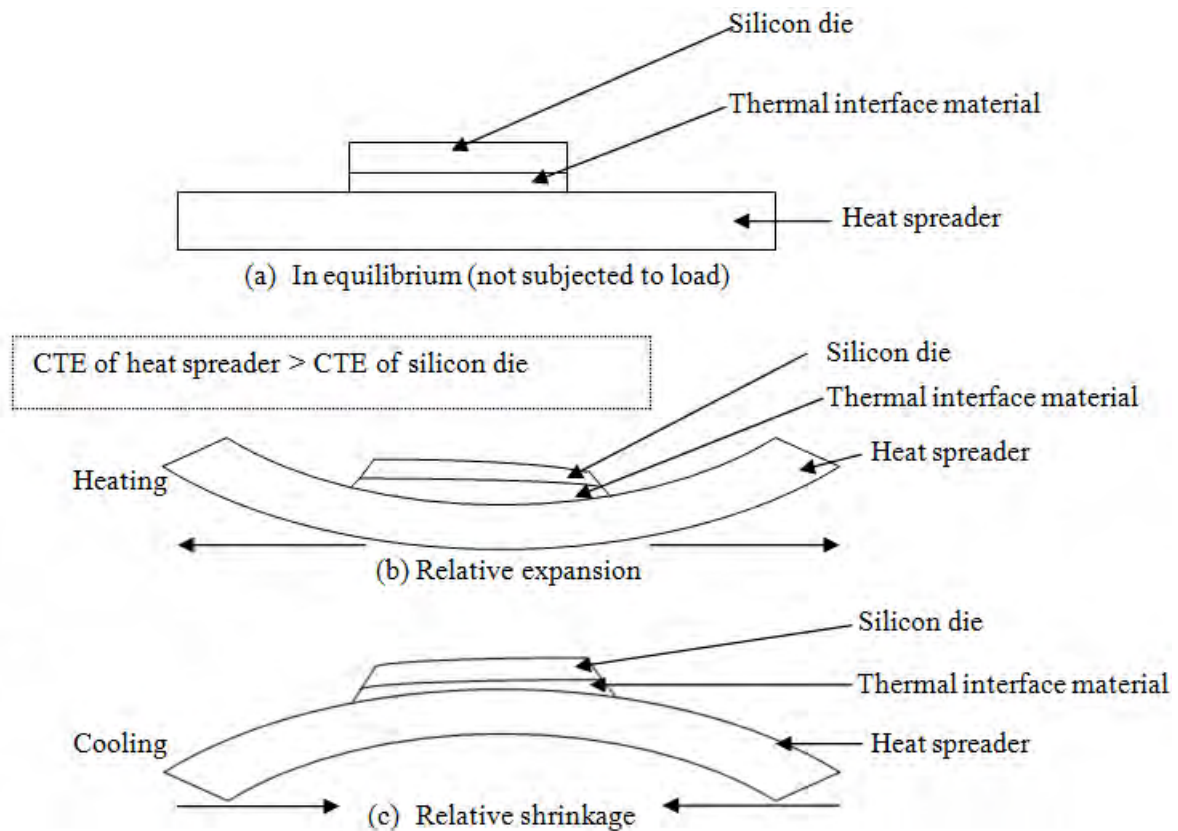 Silicon die
Thermal interface material
Heat spreader
(a) In equilibrium (not subjected to load)
CTE of heat spreader > CTE of silicon die
Silicon die
Thermal interface material
Heat spreader
Heating
(b) Relative expansion
Silicon die
Thermal interface material
Cooling
Heat spreader
(c) Relative shrinkage